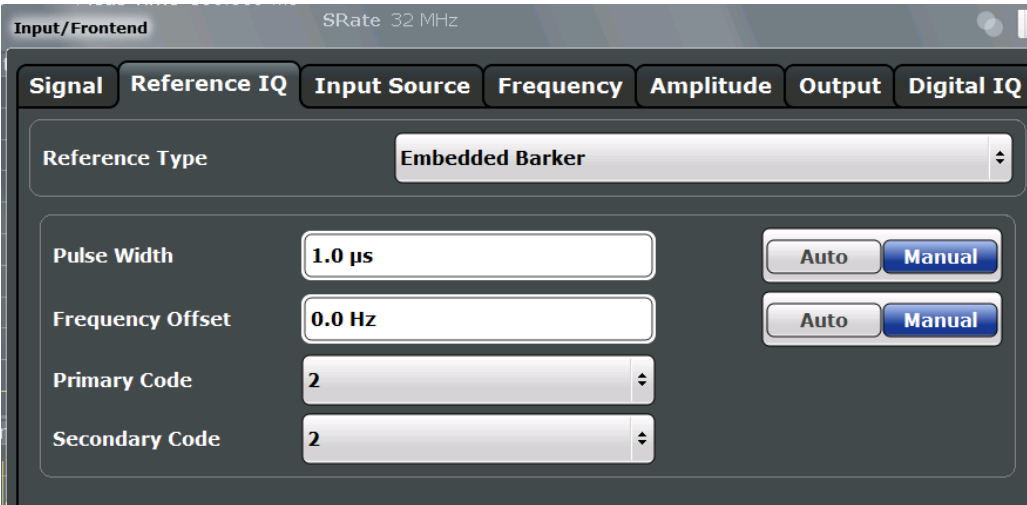 SRate 32 MHz
Input/Frontend
Signal Reference IQ Input Source Frequency Amplitude Output Digital IQ
Reference Type Embedded Barker
Pulse Width 1.0 µs Auto Manual
Frequency Offset 0.0 Hz Auto Manual
Primary Code 2
Secondary Code 2